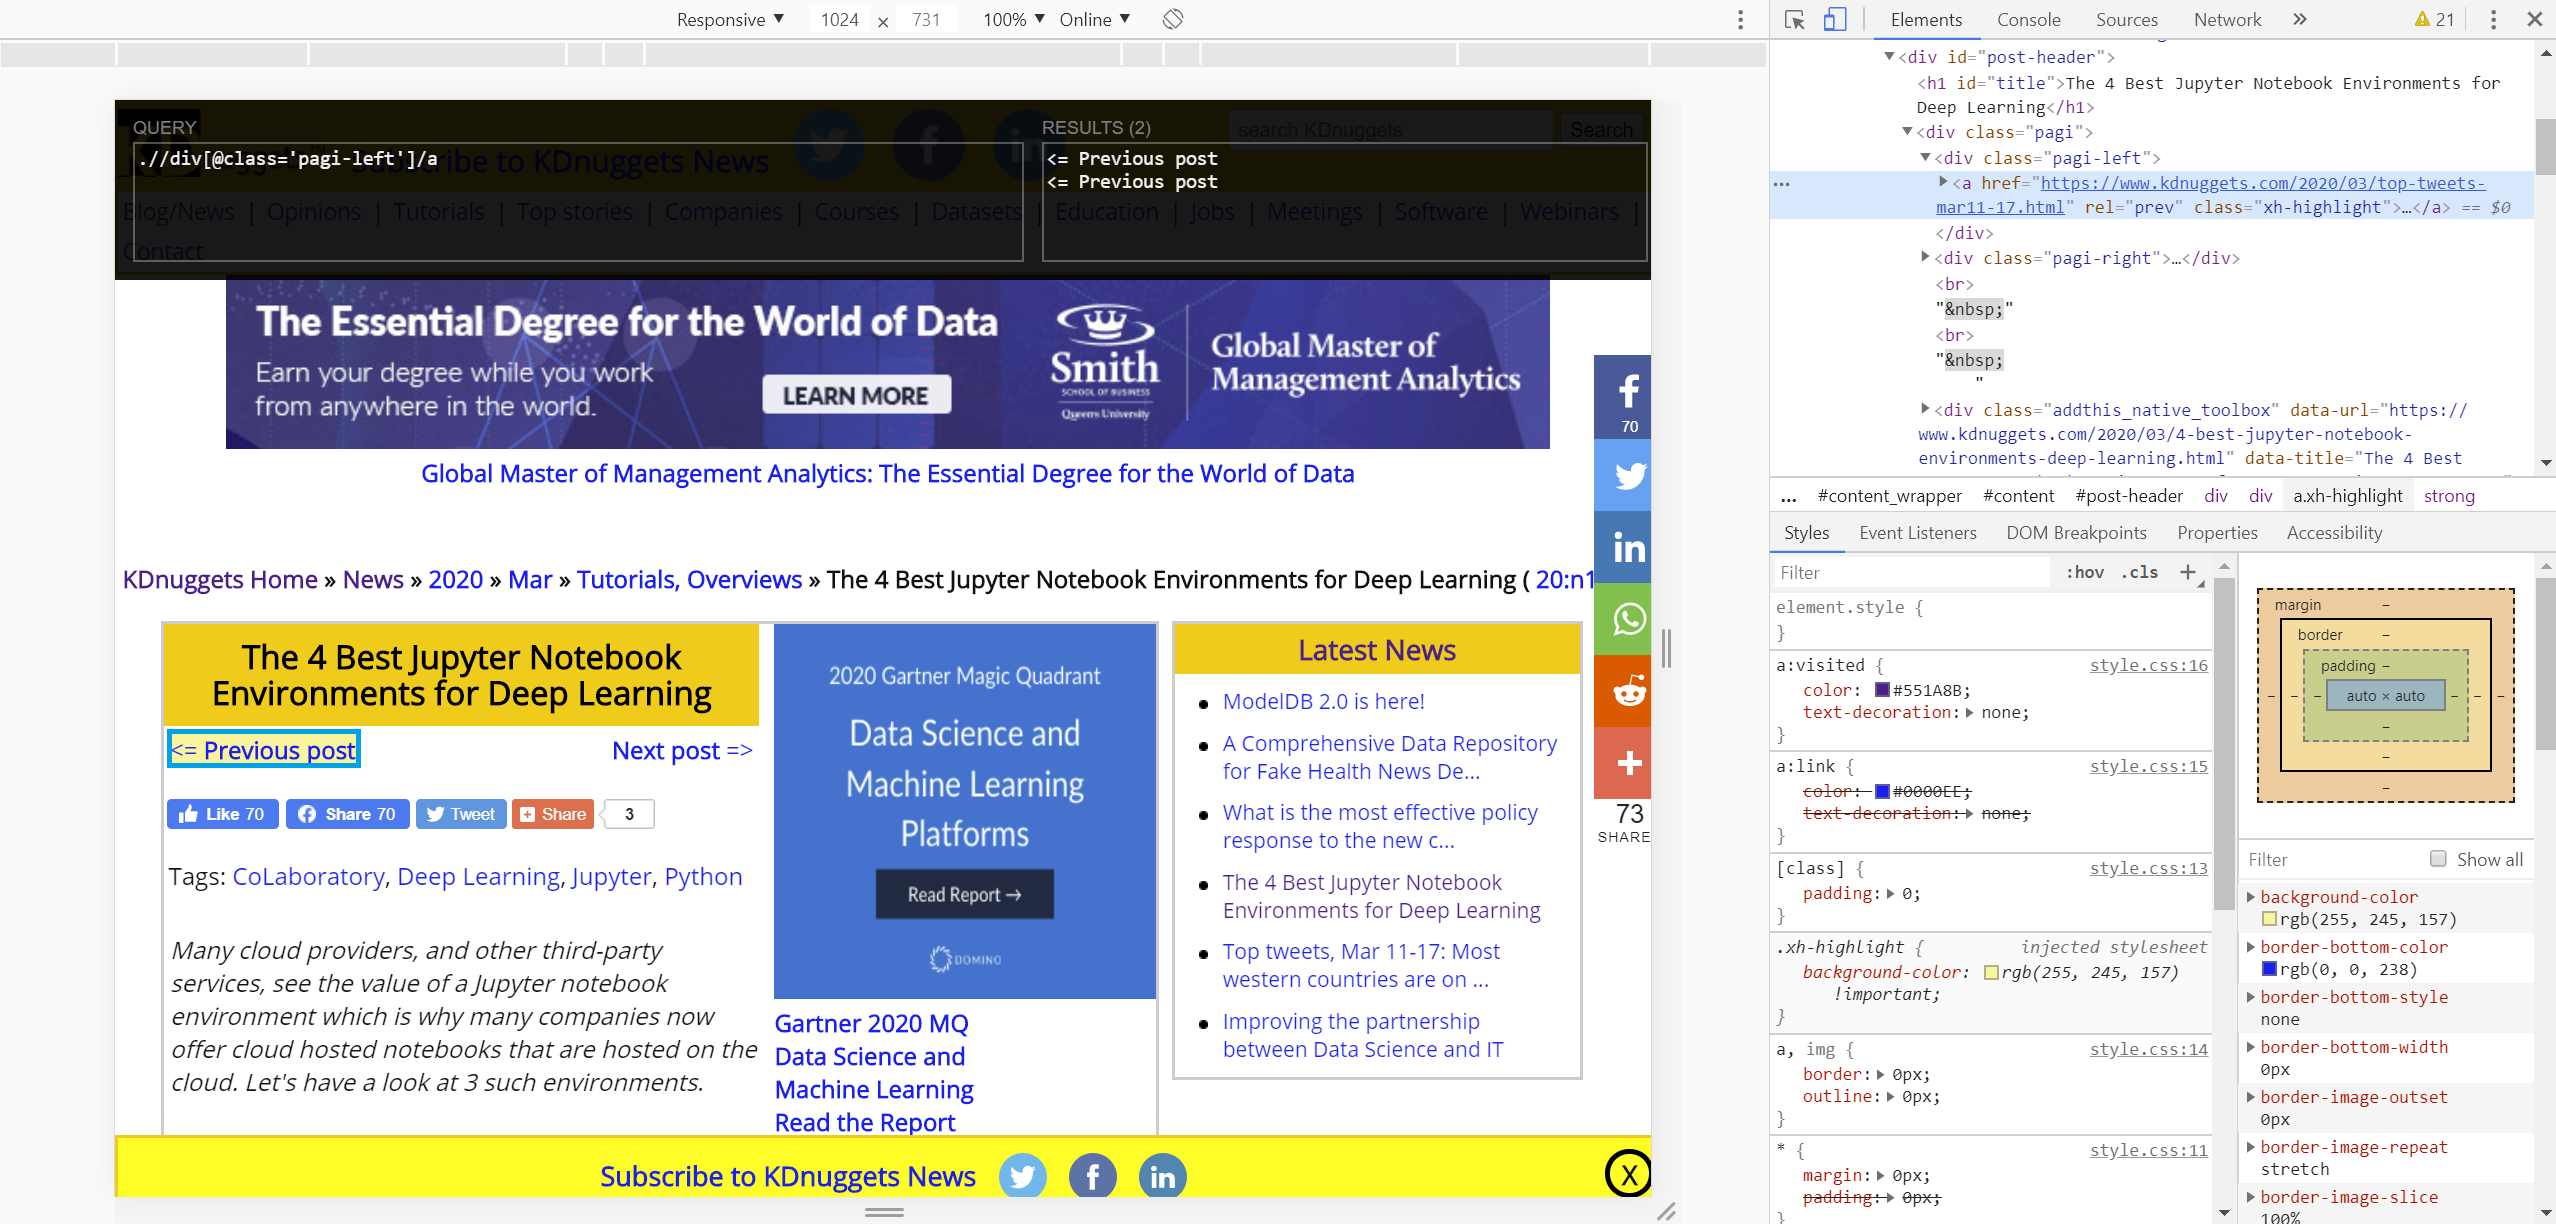 Responsive ▼ 1024 × 731 100% ▼ Online ▼
Elements Console Sources Network » 21
QUERY
.//div[@class='pagi-left']/a
RESULTS (2)
<= Previous post
<= Previous post
search KDnuggets Search
Subscribe to KDnuggets News
Blog/News | Opinions | Tutorials | Top stories | Companies | Courses | Datasets | Education | Jobs | Meetings | Software | Webinars |
Contact
The Essential Degree for the World of Data
Earn your degree while you work
from anywhere in the world.
LEARN MORE
Smith
SCHOOL OF BUSINESS
Queen's University
Global Master of
Management Analytics
Global Master of Management Analytics: The Essential Degree for the World of Data
KDnuggets Home » News » 2020 » Mar » Tutorials, Overviews » The 4 Best Jupyter Notebook Environments for Deep Learning ( 20:n1
The 4 Best Jupyter Notebook
Environments for Deep Learning
<= Previous post Next post =>
Like 70 Share 70 Tweet Share 3
Tags: CoLaboratory, Deep Learning, Jupyter, Python
Many cloud providers, and other third-party
services, see the value of a Jupyter notebook
environment which is why many companies now
offer cloud hosted notebooks that are hosted on the
cloud. Let's have a look at 3 such environments.
2020 Gartner Magic Quadrant
Data Science and
Machine Learning
Platforms
Read Report →
DOMINO
Gartner 2020 MQ
Data Science and
Machine Learning
Read the Report
Latest News
ModelDB 2.0 is here!
A Comprehensive Data Repository
for Fake Health News De...
What is the most effective policy
response to the new c...
The 4 Best Jupyter Notebook
Environments for Deep Learning
Top tweets, Mar 11-17: Most
western countries are on ...
Improving the partnership
between Data Science and IT
70
73
SHARE
Subscribe to KDnuggets News X
<div id="post-header">
<h1 id="title">The 4 Best Jupyter Notebook Environments for
Deep Learning</h1>
<div class="pagi">
<div class="pagi-left">
<a href="https://www.kdnuggets.com/2020/03/top-tweets-
mar11-17.html" rel="prev" class="xh-highlight">…</a> == $0
</div>
<div class="pagi-right">…</div>
<br>
"&nbsp;"
<br>
"&nbsp;
"
<div class="addthis_native_toolbox" data-url="https://
www.kdnuggets.com/2020/03/4-best-jupyter-notebook-
environments-deep-learning.html" data-title="The 4 Best
... #content_wrapper #content #post-header div div a.xh-highlight strong
Styles Event Listeners DOM Breakpoints Properties Accessibility
Filter :hov .cls +
element.style {
}
a:visited { style.css:16
color: #551A8B;
text-decoration: none;
}
a:link { style.css:15
color: #0000EE;
text-decoration: none;
}
[class] { style.css:13
padding: 0;
}
.xh-highlight { injected stylesheet
background-color: rgb(255, 245, 157)
!important;
}
a, img { style.css:14
border: 0px;
outline: 0px;
}
* { style.css:11
margin: 0px;
padding: 0px;
}
margin –
border –
padding –
– – – auto × auto – – –
–
–
–
Filter Show all
background-color
rgb(255, 245, 157)
border-bottom-color
rgb(0, 0, 238)
border-bottom-style
none
border-bottom-width
0px
border-image-outset
0px
border-image-repeat
stretch
border-image-slice
100%